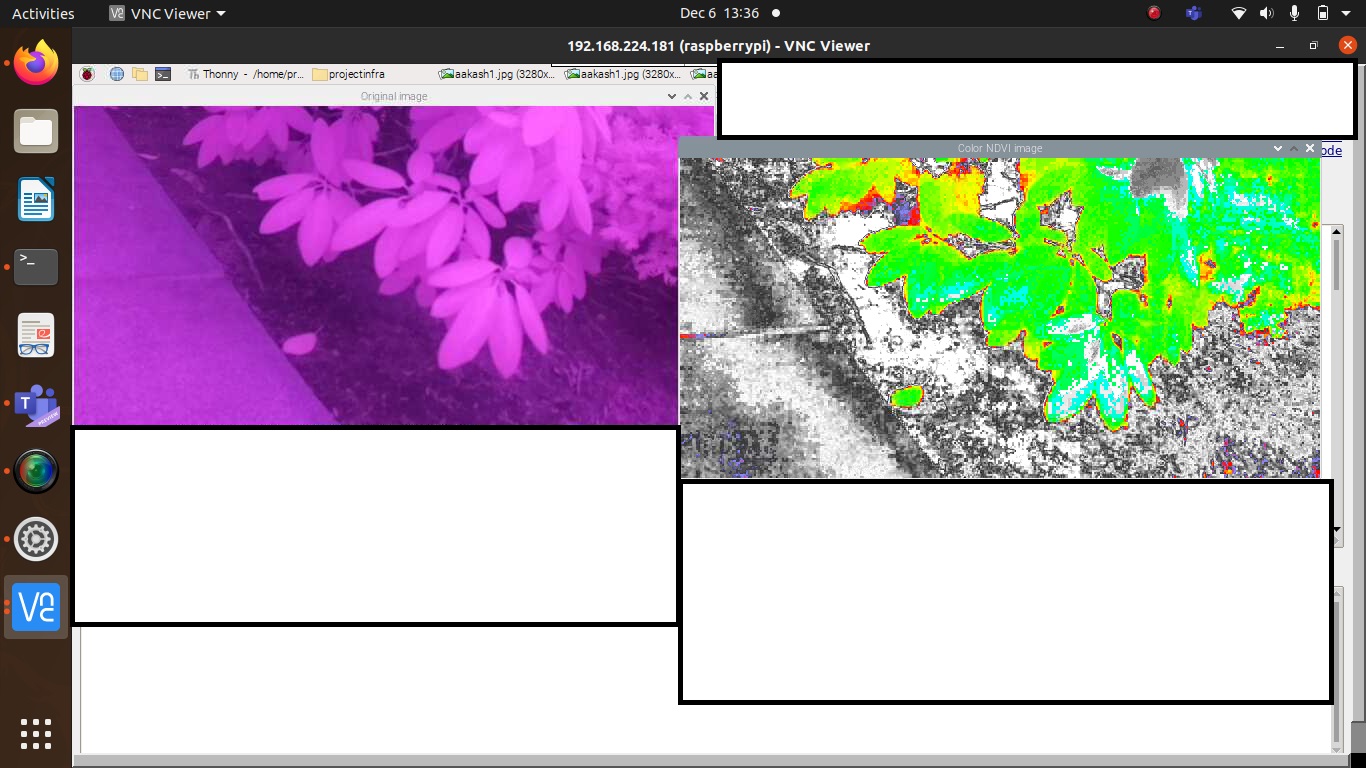 Activities VNC Viewer Dec 6 13:36
192.168.224.181 (raspberrypi) - VNC Viewer
Thonny - /home/pr... projectinfra aakash1.jpg (3280x... aakash1.jpg (3280x...
Original image
Color NDVI image
ode